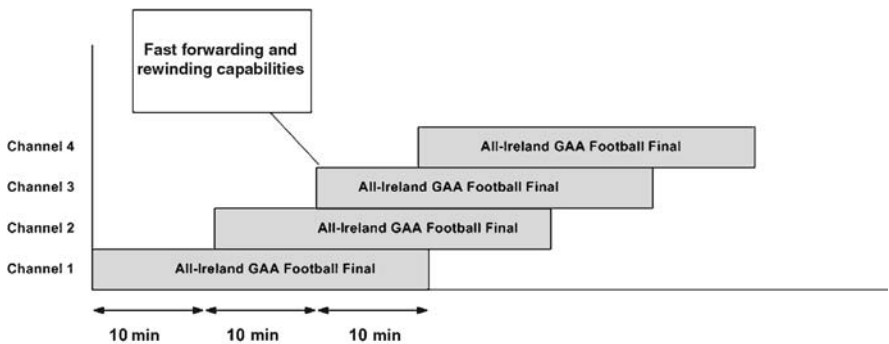 Fast forwarding and
rewinding capabilities
Channel 4
All-Ireland GAA Football Final
Channel 3
All-Ireland GAA Football Final
Channel 2
All-Ireland GAA Football Final
Channel 1
All-Ireland GAA Football Final
10 min
10 min
10 min